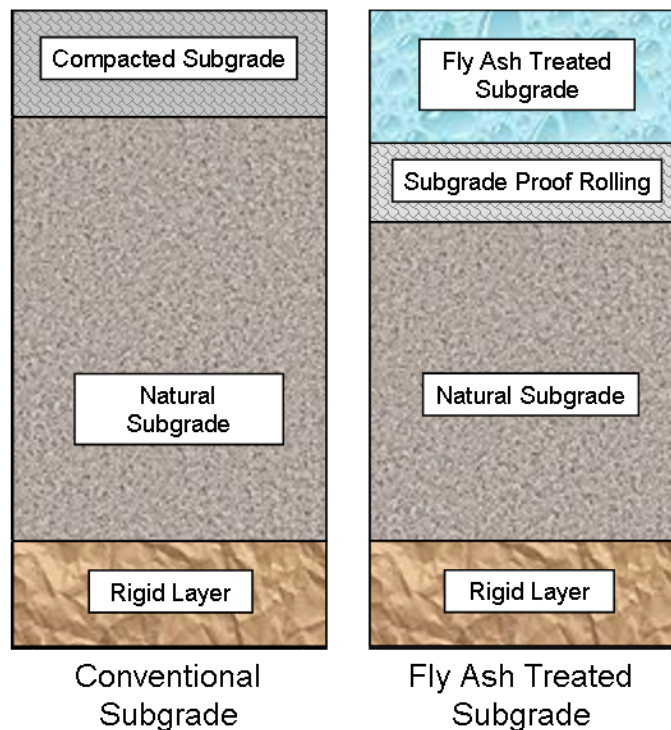 Compacted Subgrade
Natural
Subgrade
Rigid Layer
Conventional
Subgrade
Fly Ash Treated
Subgrade
Subgrade Proof Rolling
Natural Subgrade
Rigid Layer
Fly Ash Treated
Subgrade